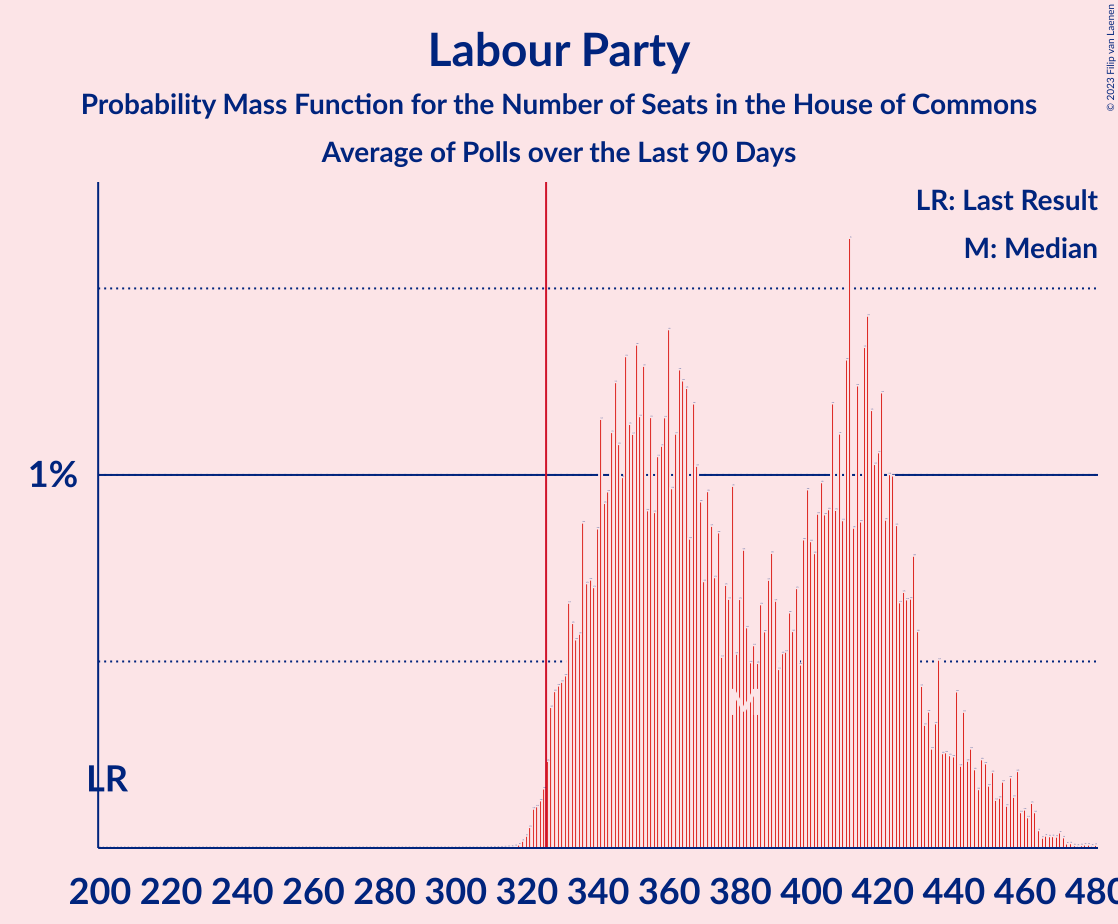 Labour Party
Probability Mass Function for the Number of Seats in the House of Commons
Average of Polls over the Last 90 Days
© 2023 Filip van Laenen
LR: Last Result
M: Median
1%
M
LR
200 220 240 260 280 300 320 340 360 380 400 420 440 460 480